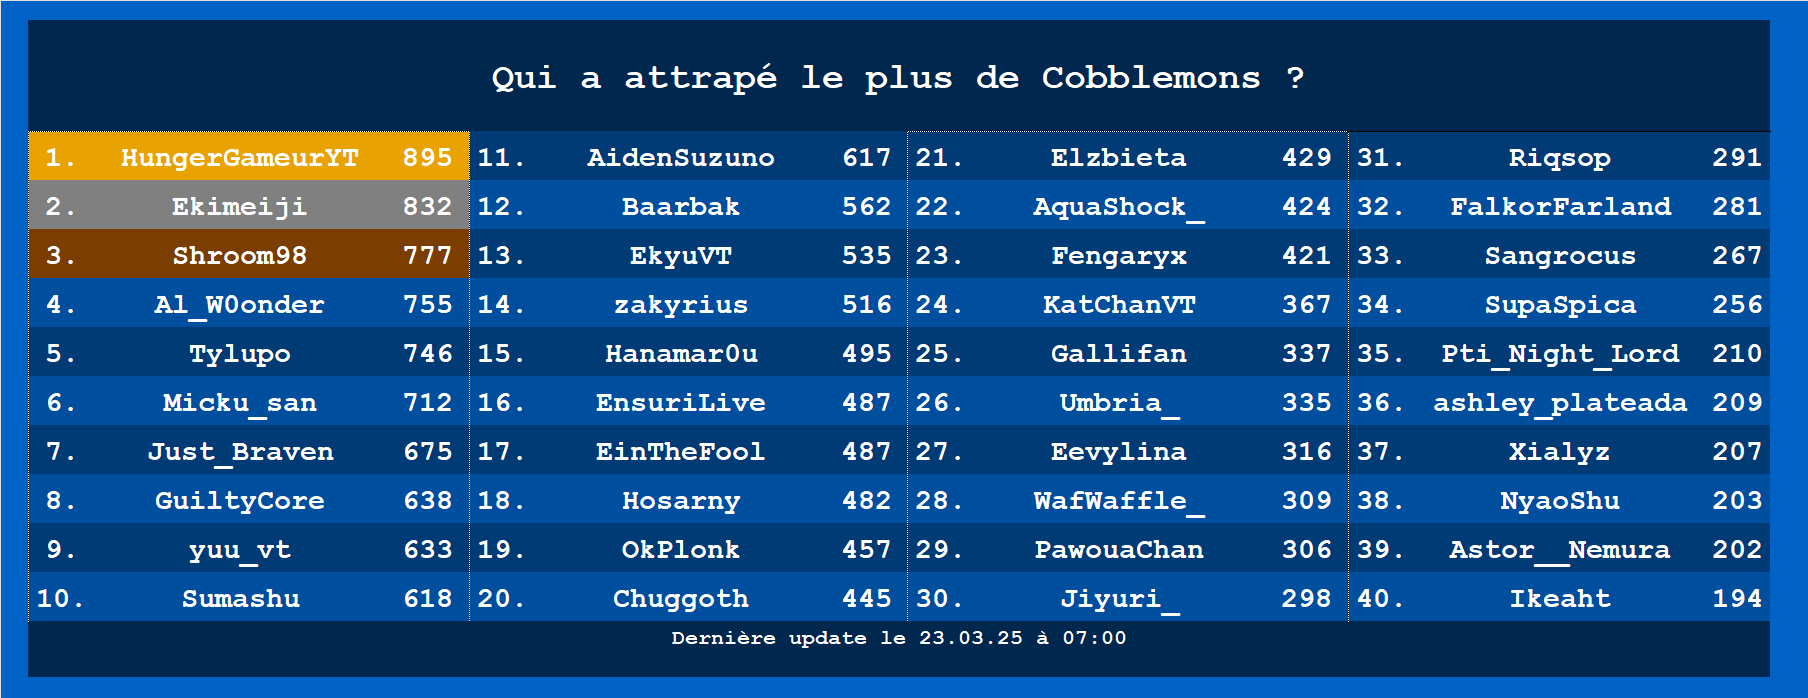 Qui a attrapé le plus de Cobblemons ?
1. HungerGameurYT 895 11. AidenSuzuno 617 21. Elzbieta 429 31. Riqsop 291
2. Ekimeiji 832 12. Baarbak 562 22. AquaShock_ 424 32. FalkorFarland 281
3. Shroom98 777 13. EkyuVT 535 23. Fengaryx 421 33. Sangrocus 267
4. Al_W0onder 755 14. zakyrius 516 24. KatChanVT 367 34. SupaSpica 256
5. Tylupo 746 15. Hanamar0u 495 25. Gallifan 337 35. Pti_Night_Lord 210
6. Micku_san 712 16. EnsuriLive 487 26. Umbria_ 335 36. ashley_plateada 209
7. Just_Braven 675 17. EinTheFool 487 27. Eevylina 316 37. Xialyz 207
8. GuiltyCore 638 18. Hosarny 482 28. WafWaffle_ 309 38. NyaoShu 203
9. yuu_vt 633 19. OkPlonk 457 29. PawouaChan 306 39. Astor__Nemura 202
10. Sumashu 618 20. Chuggoth 445 30. Jiyuri_ 298 40. Ikeaht 194
Dernière update le 23.03.25 à 07:00